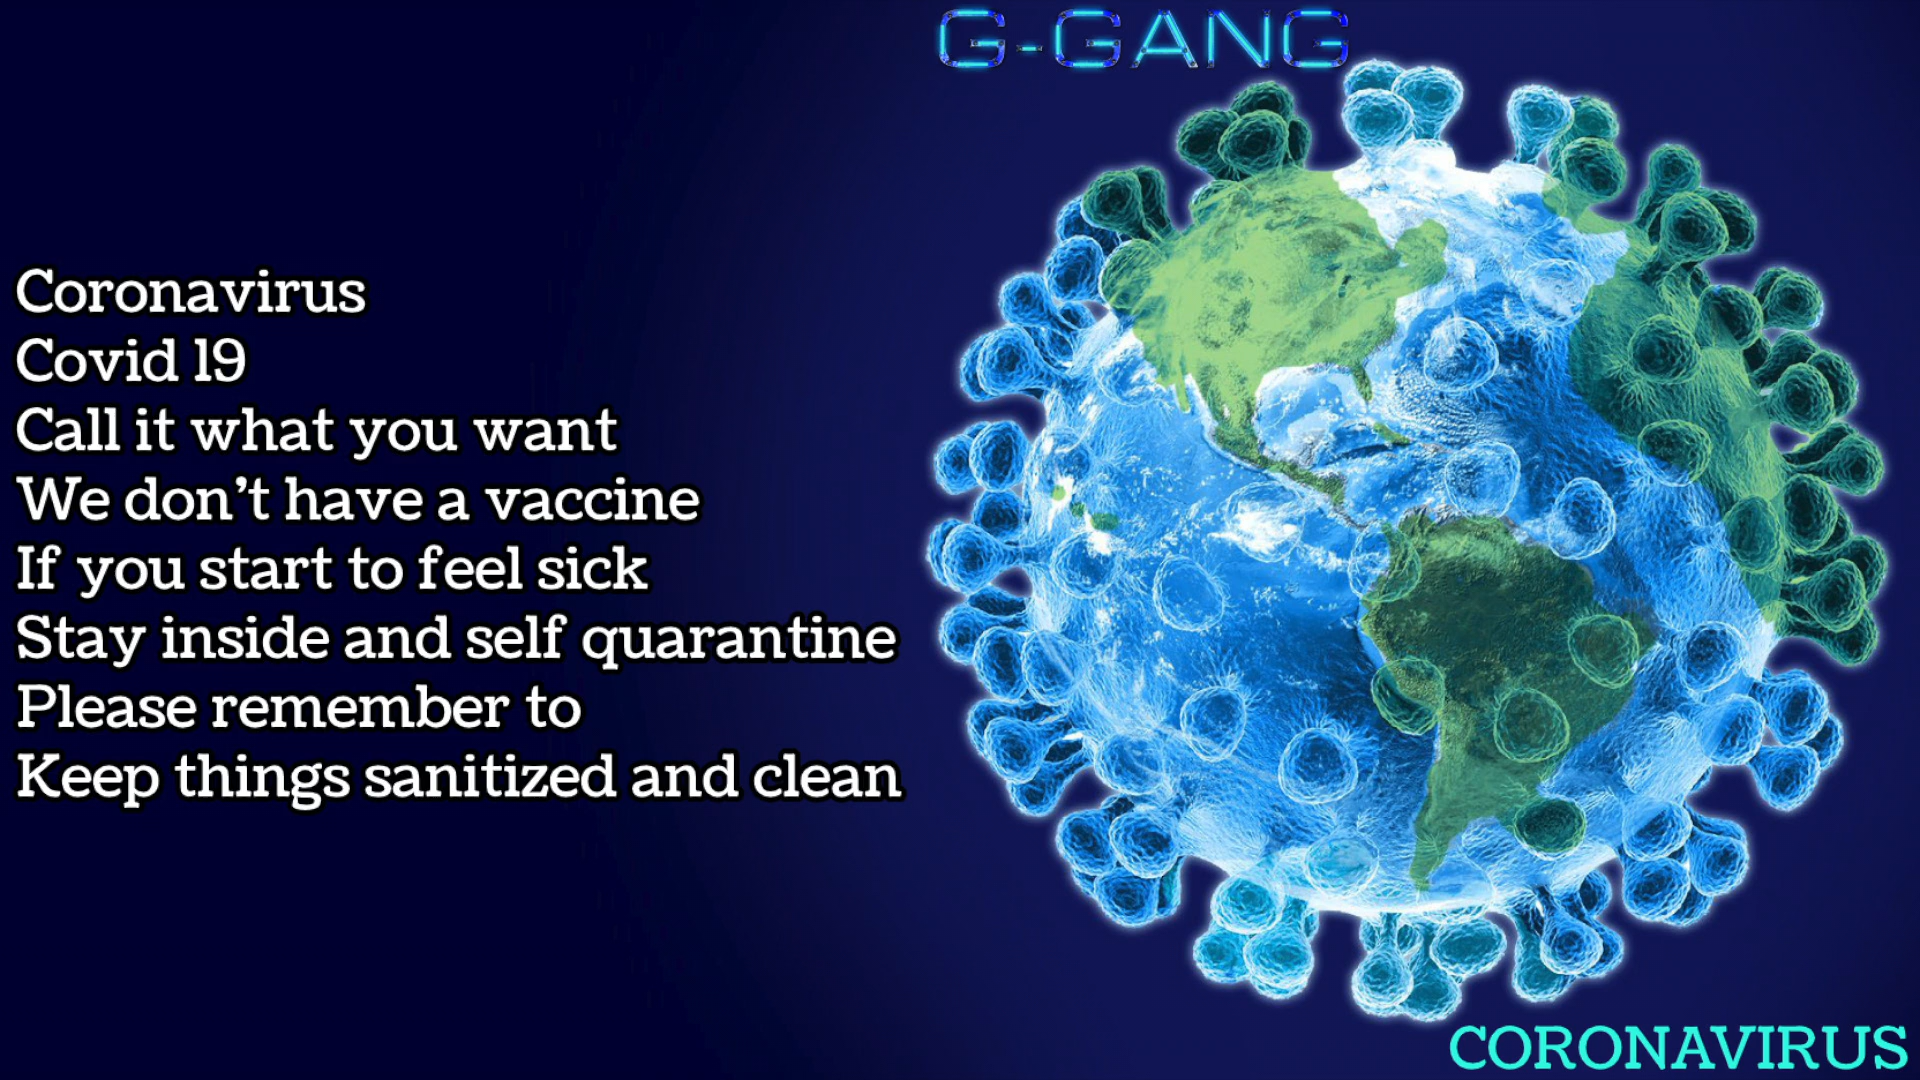 G-GANG
Coronavirus
Covid 19
Call it what you want
We don't have a vaccine
If you start to feel sick
Stay inside and self quarantine
Please remember to
Keep things sanitized and clean
CORONAVIRUS